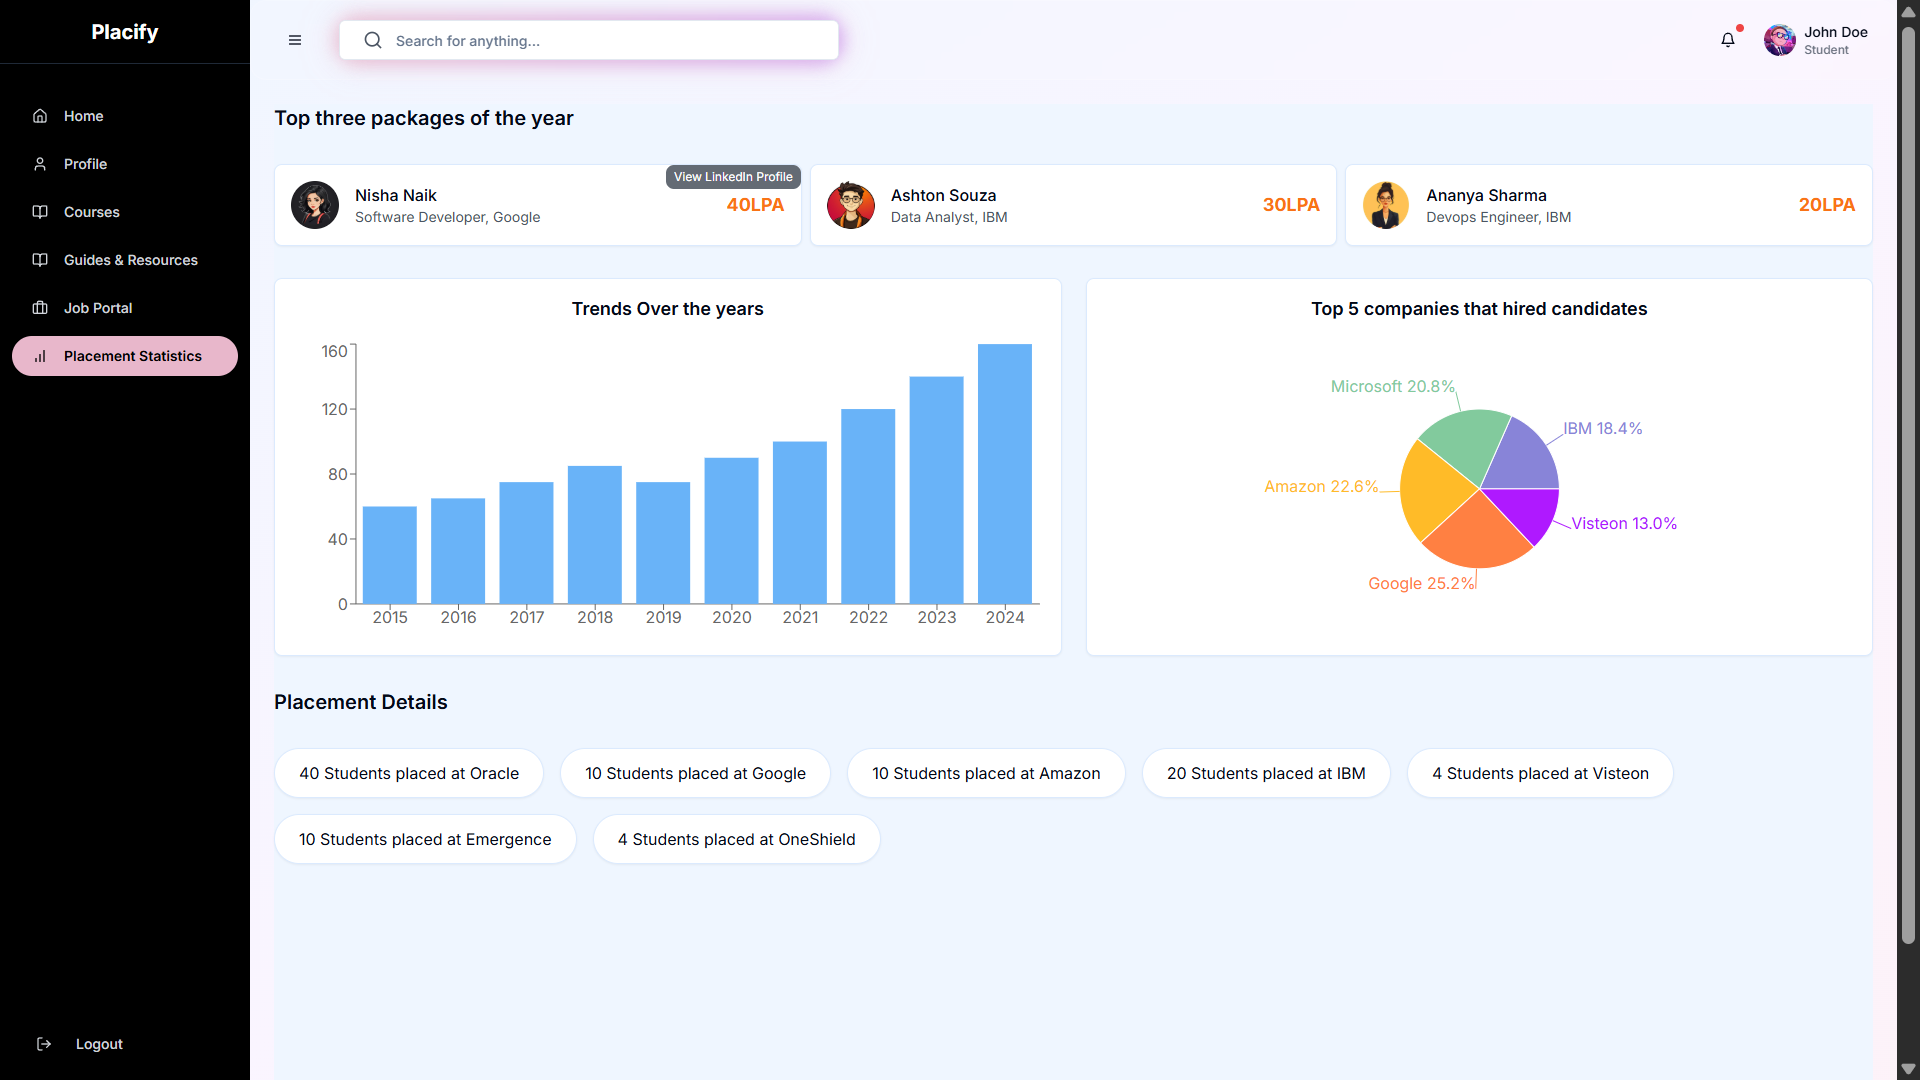 Placify
Search for anything...
John Doe
Student
Home
Profile
Courses
Guides & Resources
Job Portal
Placement Statistics
Logout
Top three packages of the year
Nisha Naik
Software Developer, Google
View LinkedIn Profile
40LPA
Ashton Souza
Data Analyst, IBM
30LPA
Ananya Sharma
Devops Engineer, IBM
20LPA
Trends Over the years
160
120
80
40
0
2015 2016 2017 2018 2019 2020 2021 2022 2023 2024
Top 5 companies that hired candidates
Microsoft 20.8%
IBM 18.4%
Amazon 22.6%
Visteon 13.0%
Google 25.2%
Placement Details
40 Students placed at Oracle
10 Students placed at Google
10 Students placed at Amazon
20 Students placed at IBM
4 Students placed at Visteon
10 Students placed at Emergence
4 Students placed at OneShield